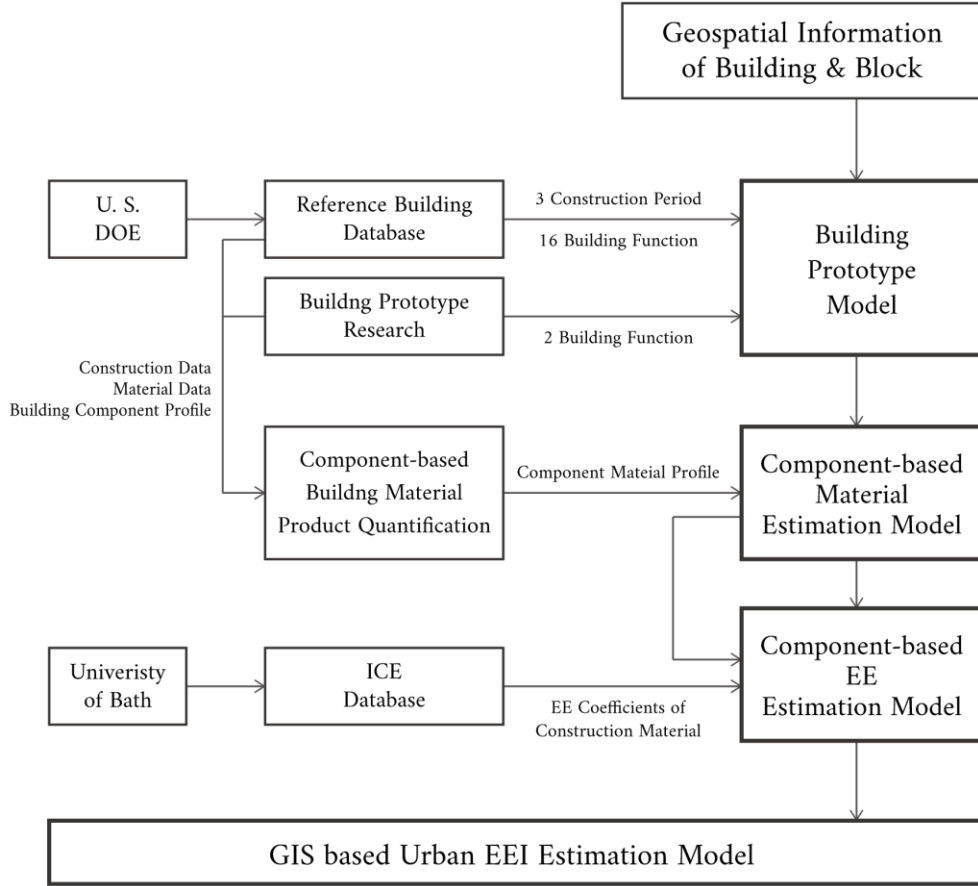 Geospatial Information
of Building & Block
U. S.
DOE
Reference Building
Database
3 Construction Period
16 Building Function
Building
Prototype
Model
Buildng Prototype
Research
2 Building Function
Construction Data
Material Data
Building Component Profile
Component-based
Buildng Material
Product Quantification
Component Mateial Profile
Component-based
Material
Estimation Model
Univeristy
of Bath
ICE
Database
EE Coefficients of
Construction Material
Component-based
EE
Estimation Model
GIS based Urban EEI Estimation Model